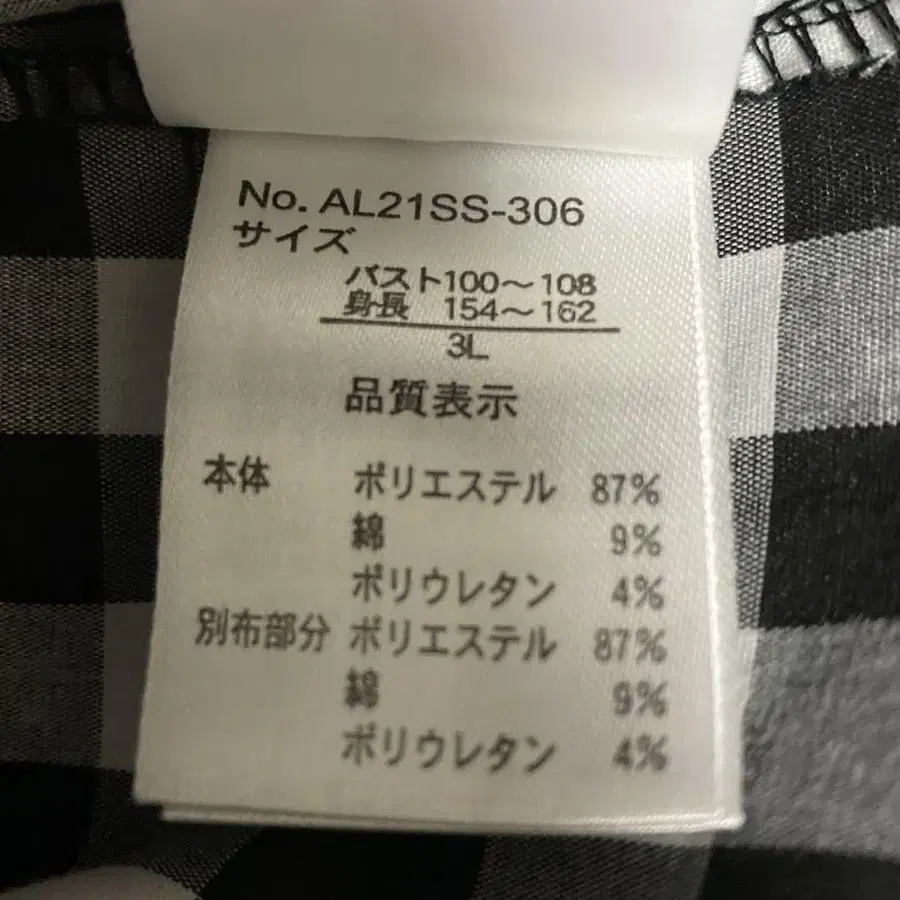 No. AL21SS-306
サイズ
バスト100～108
身長 154～162
3L
品質表示
本体 ポリエステル 87%
綿 9%
ポリウレタン 4%
別布部分 ポリエステル 87%
綿 9%
ポリウレタン 4%